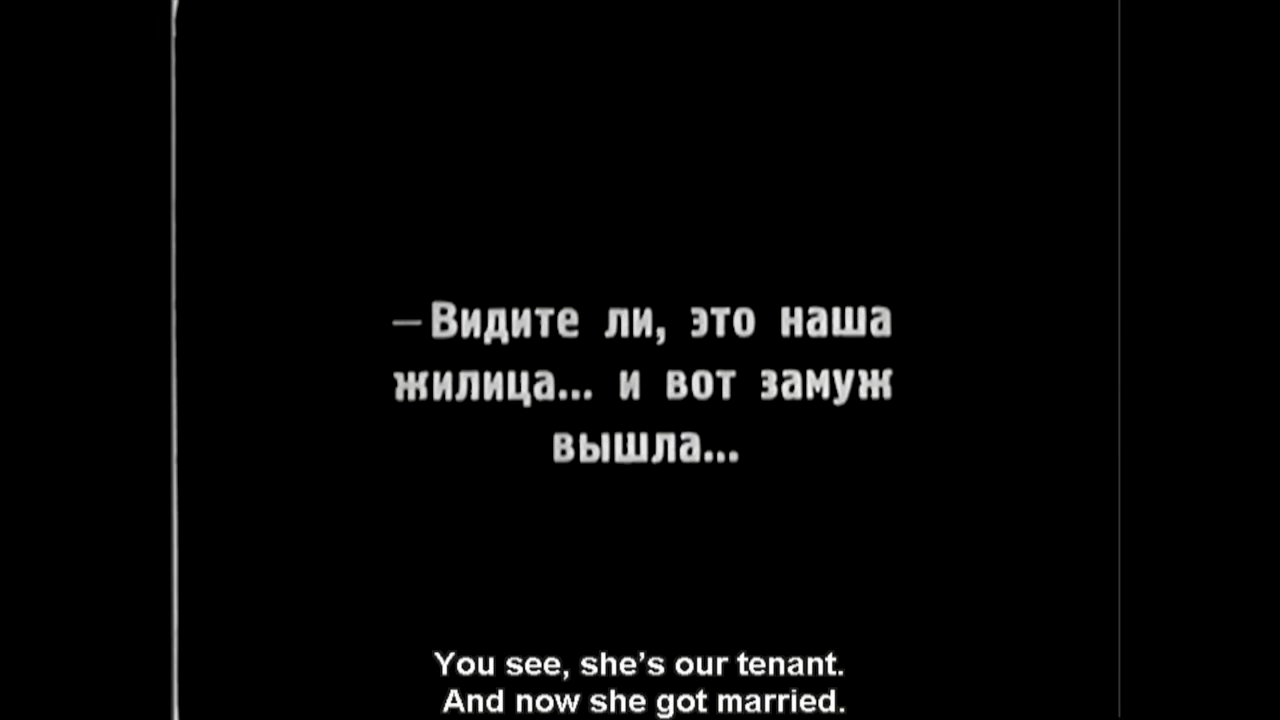 — Видите ли, это наша
жилица... и вот замуж
вышла...
You see, she's our tenant.
And now she got married.